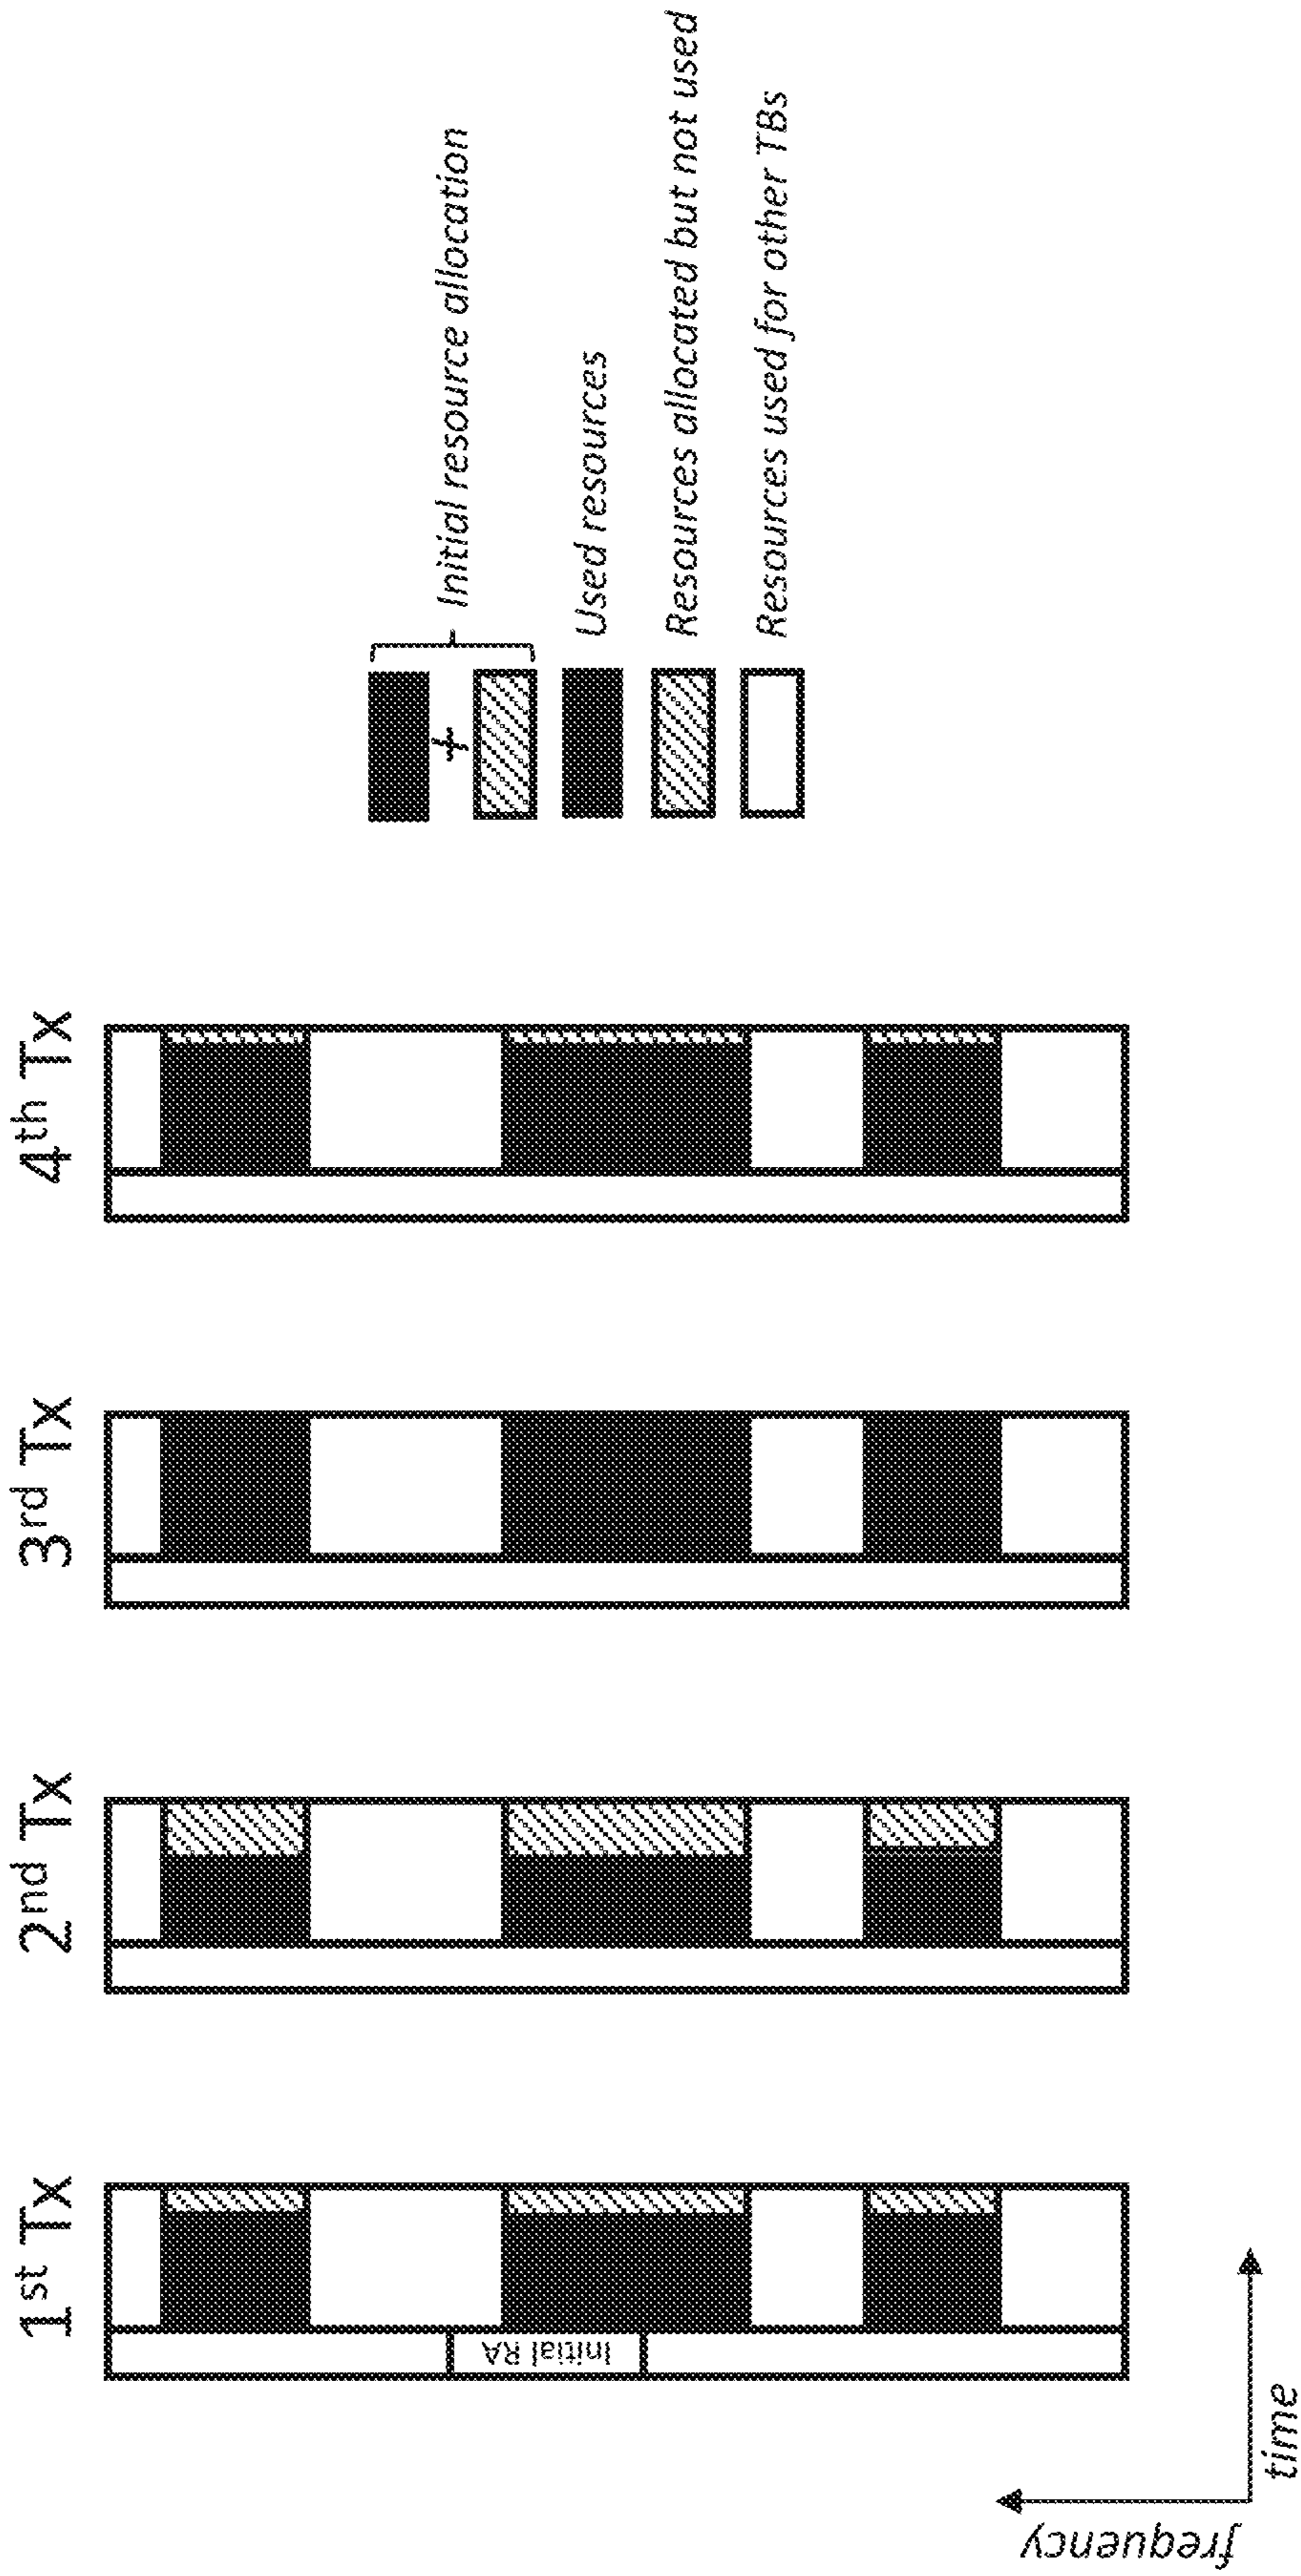 1st Tx
2nd Tx
3rd Tx
4th Tx
Initial RA
frequency
time
+
Initial resource allocation
Used resources
Resources allocated but not used
Resources used for other TBs